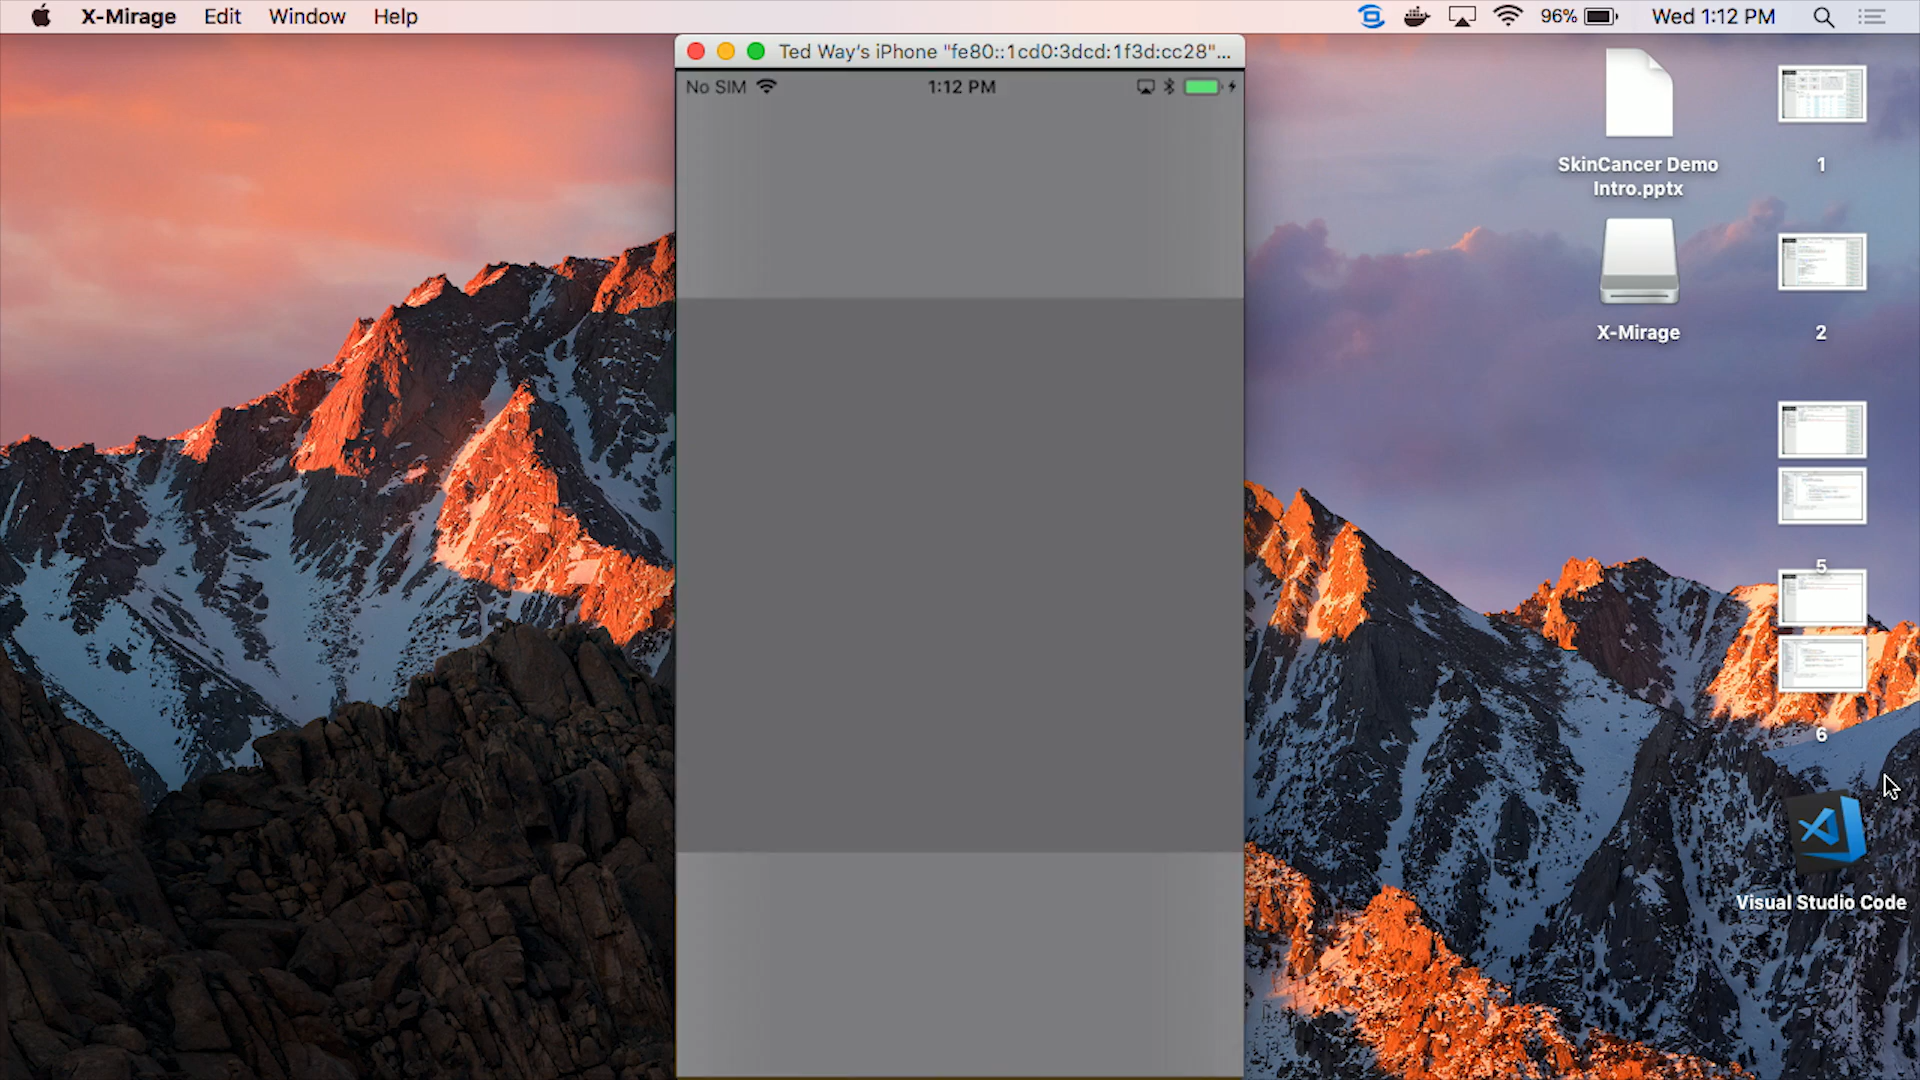 X-Mirage Edit Window Help
96% Wed 1:12 PM
Ted Way's iPhone "fe80::1cd0:3dcd:1f3d:cc28"...
No SIM 1:12 PM
SkinCancer Demo
Intro.pptx
1
X-Mirage
2
5
6
Visual Studio Code